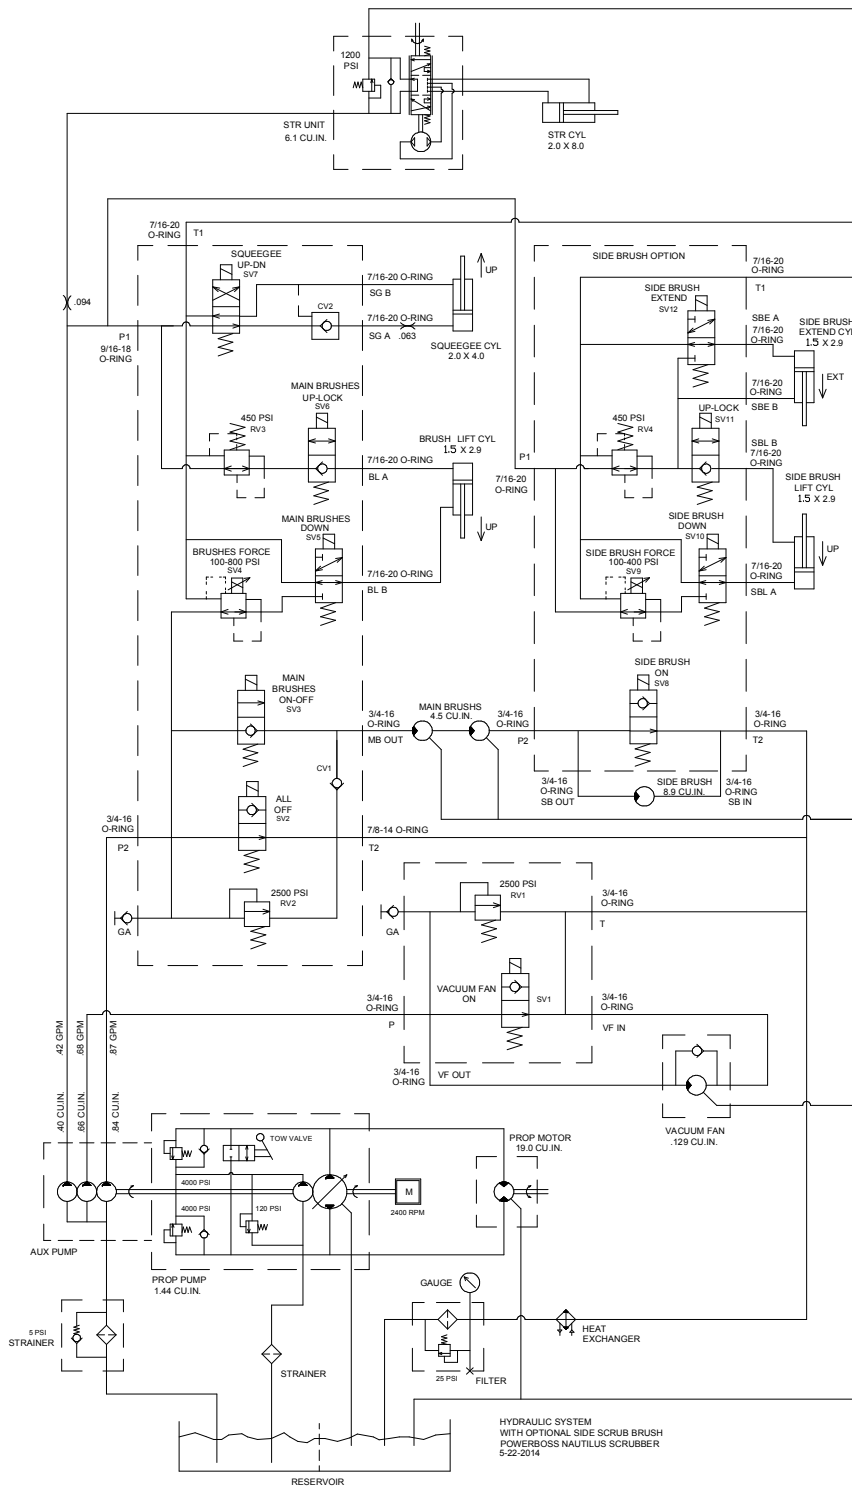 1200
PSI
STR UNIT
6.1 CU.IN.
STR CYL
2.0 X 8.0
7/16-20
O-RING
T1
SQUEEGEE
UP-DN
SV7
7/16-20 O-RING
SG B
UP
CV2
7/16-20 O-RING
SG A
.063
SQUEEGEE CYL
2.0 X 4.0
.094
P1
9/16-18
O-RING
MAIN BRUSHES
UP-LOCK
SV6
450 PSI
RV3
7/16-20 O-RING
BL A
BRUSH LIFT CYL
1.5 X 2.9
UP
MAIN BRUSHES
DOWN
SV5
BRUSHES FORCE
100-800 PSI
SV4
7/16-20 O-RING
BL B
SIDE BRUSH OPTION
7/16-20
O-RING
T1
SIDE BRUSH
EXTEND
SV12
SBE A
7/16-20
O-RING
SIDE BRUSH
EXTEND CYL
1.5 X 2.9
EXT
7/16-20
O-RING
SBE B
UP-LOCK
SV11
450 PSI
RV4
SBL B
7/16-20
O-RING
P1
7/16-20
O-RING
SIDE BRUSH
LIFT CYL
1.5 X 2.9
UP
SIDE BRUSH
DOWN
SV10
SIDE BRUSH FORCE
100-400 PSI
SV9
7/16-20
O-RING
SBL A
MAIN
BRUSHES
ON-OFF
SV3
3/4-16
O-RING
MB OUT
MAIN BRUSHS
4.5 CU.IN.
3/4-16
O-RING
P2
SIDE BRUSH
ON
SV8
3/4-16
O-RING
T2
CV1
3/4-16
O-RING
SB OUT
SIDE BRUSH
8.9 CU.IN.
3/4-16
O-RING
SB IN
ALL
OFF
SV2
3/4-16
O-RING
P2
7/8-14 O-RING
T2
2500 PSI
RV2
GA
2500 PSI
RV1
GA
3/4-16
O-RING
T
VACUUM FAN
ON
SV1
3/4-16
O-RING
P
3/4-16
O-RING
VF IN
3/4-16
O-RING
VF OUT
VACUUM FAN
.129 CU.IN.
.42 GPM
.68 GPM
.87 GPM
.40 CU.IN.
.66 CU.IN.
.84 CU.IN.
TOW VALVE
4000 PSI
4000 PSI
120 PSI
M
2400 RPM
PROP MOTOR
19.0 CU.IN.
AUX PUMP
PROP PUMP
1.44 CU.IN.
5 PSI
STRAINER
STRAINER
GAUGE
25 PSI
FILTER
HEAT
EXCHANGER
RESERVOIR
HYDRAULIC SYSTEM
WITH OPTIONAL SIDE SCRUB BRUSH
POWERBOSS NAUTILUS SCRUBBER
5-22-2014